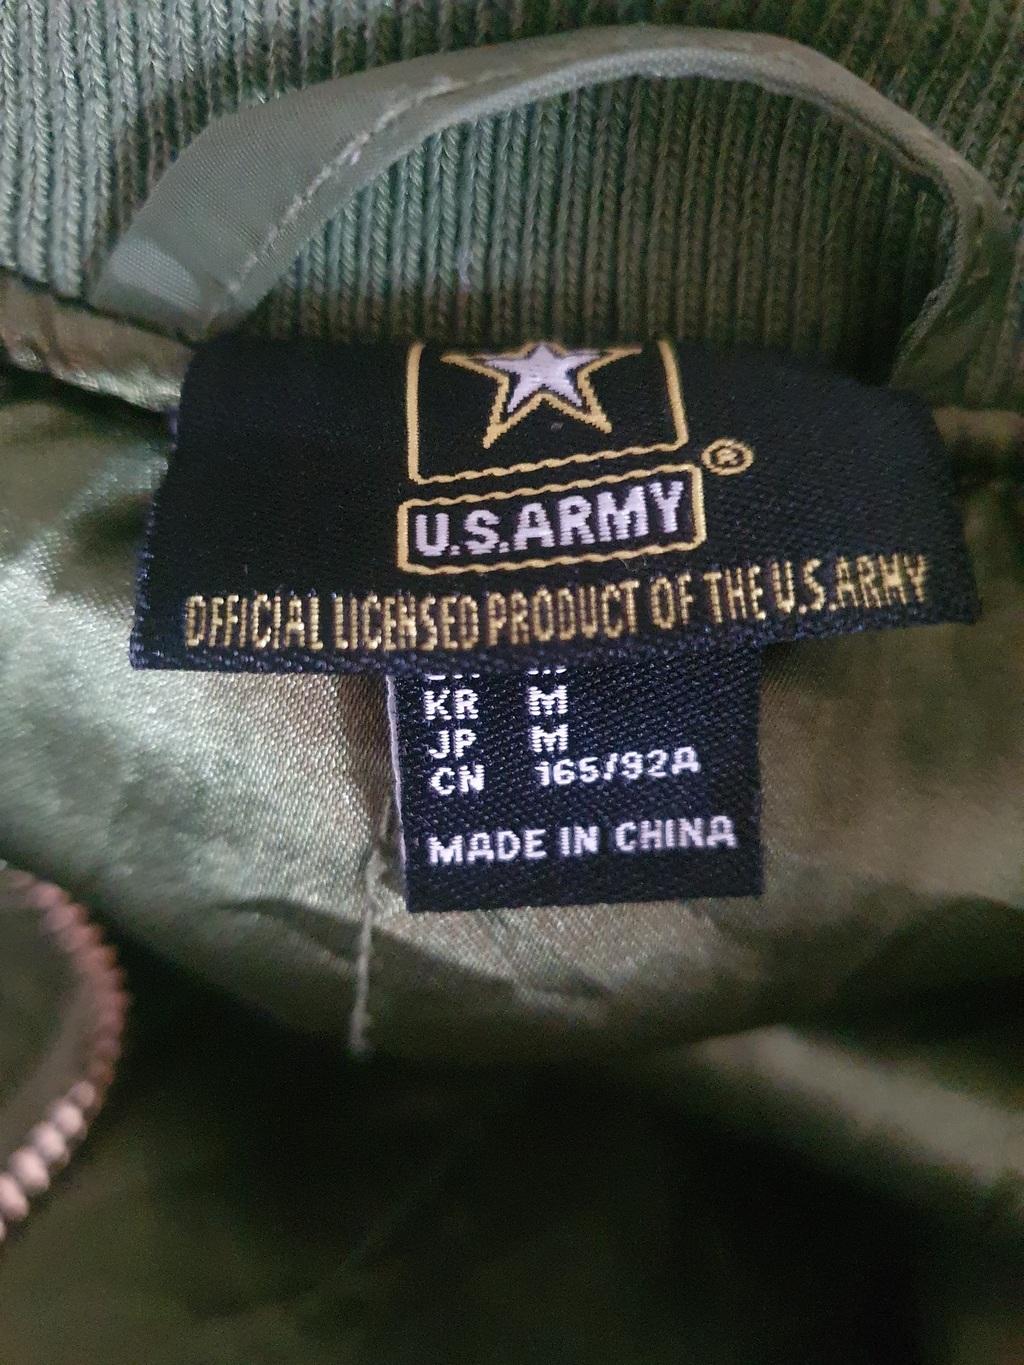 ®
U.S.ARMY
OFFICIAL LICENSED PRODUCT OF THE U.S.ARMY
KR M
JP M
CN 165/92A
MADE IN CHINA